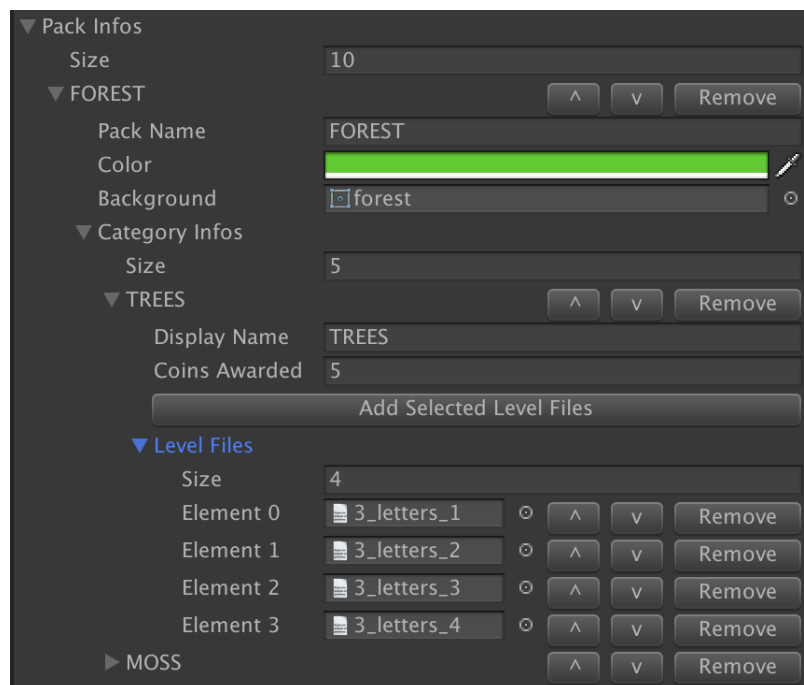 Pack Infos
Size 10
FOREST ^ v Remove
Pack Name FOREST
Color
Background forest
Category Infos
Size 5
TREES ^ v Remove
Display Name TREES
Coins Awarded 5
Add Selected Level Files
Level Files
Size 4
Element 0 3_letters_1 ^ v Remove
Element 1 3_letters_2 ^ v Remove
Element 2 3_letters_3 ^ v Remove
Element 3 3_letters_4 ^ v Remove
MOSS ^ v Remove